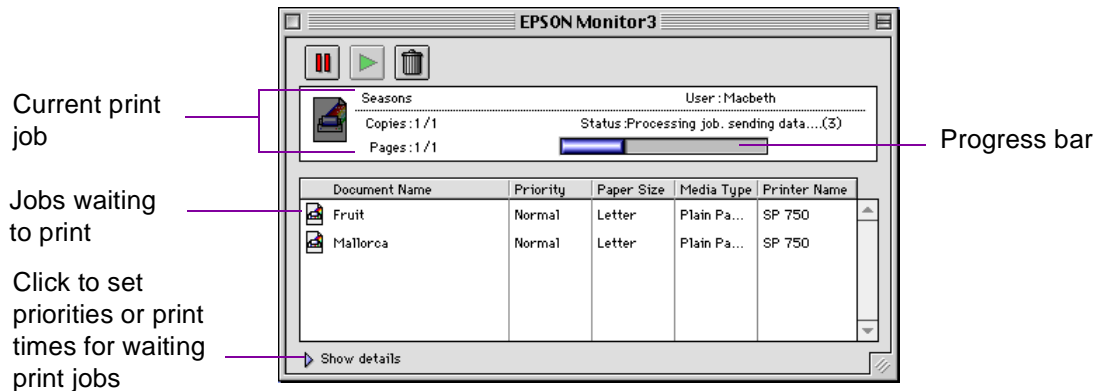 EPSON Monitor3
Seasons
User : Macbeth
Copies : 1 / 1
Status :Processing job. sending data....(3)
Pages : 1 / 1
Current print
job
Progress bar
Document Name Priority Paper Size Media Type Printer Name
Fruit Normal Letter Plain Pa... SP 750
Mallorca Normal Letter Plain Pa... SP 750
Jobs waiting
to print
Click to set
priorities or print
times for waiting
print jobs
Show details